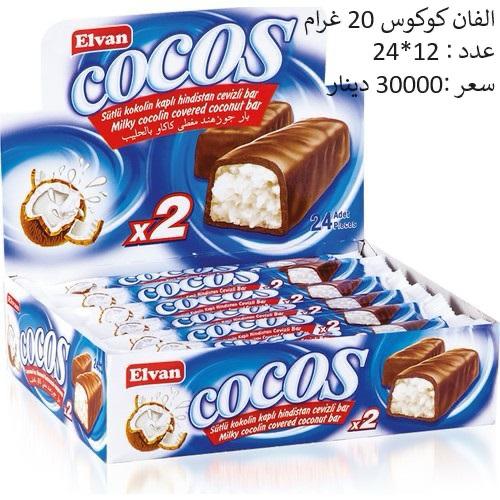 الفان كوكوس 20 غرام
عدد : 12*24
سعر :30000 دينار
Elvan
COCOS
Sütlü kokolin kaplı hindistan cevizli bar
Milky cocolin covered coconut bar
بار جوزهند مغطى كاكاو بالحليب
x2
24 Adet
Pieces
COCOS
x2
Elvan
COCOS
Sütlü kokolin kaplı hindistan cevizli bar
Milky cocolin covered coconut bar
x2